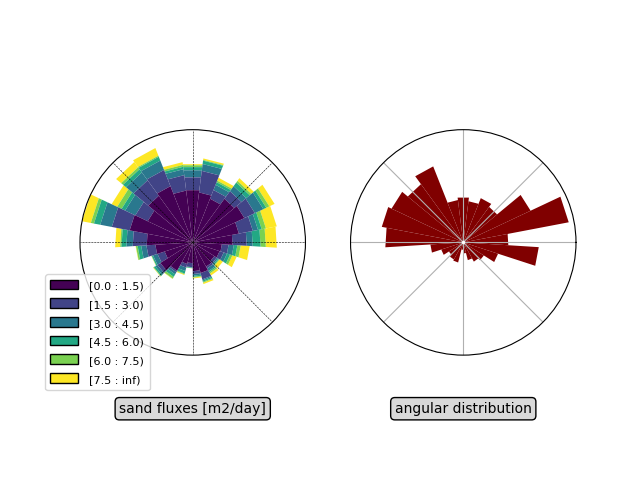 [0.0 : 1.5)
[1.5 : 3.0)
[3.0 : 4.5)
[4.5 : 6.0)
[6.0 : 7.5)
[7.5 : inf)
sand fluxes [m2/day]
angular distribution